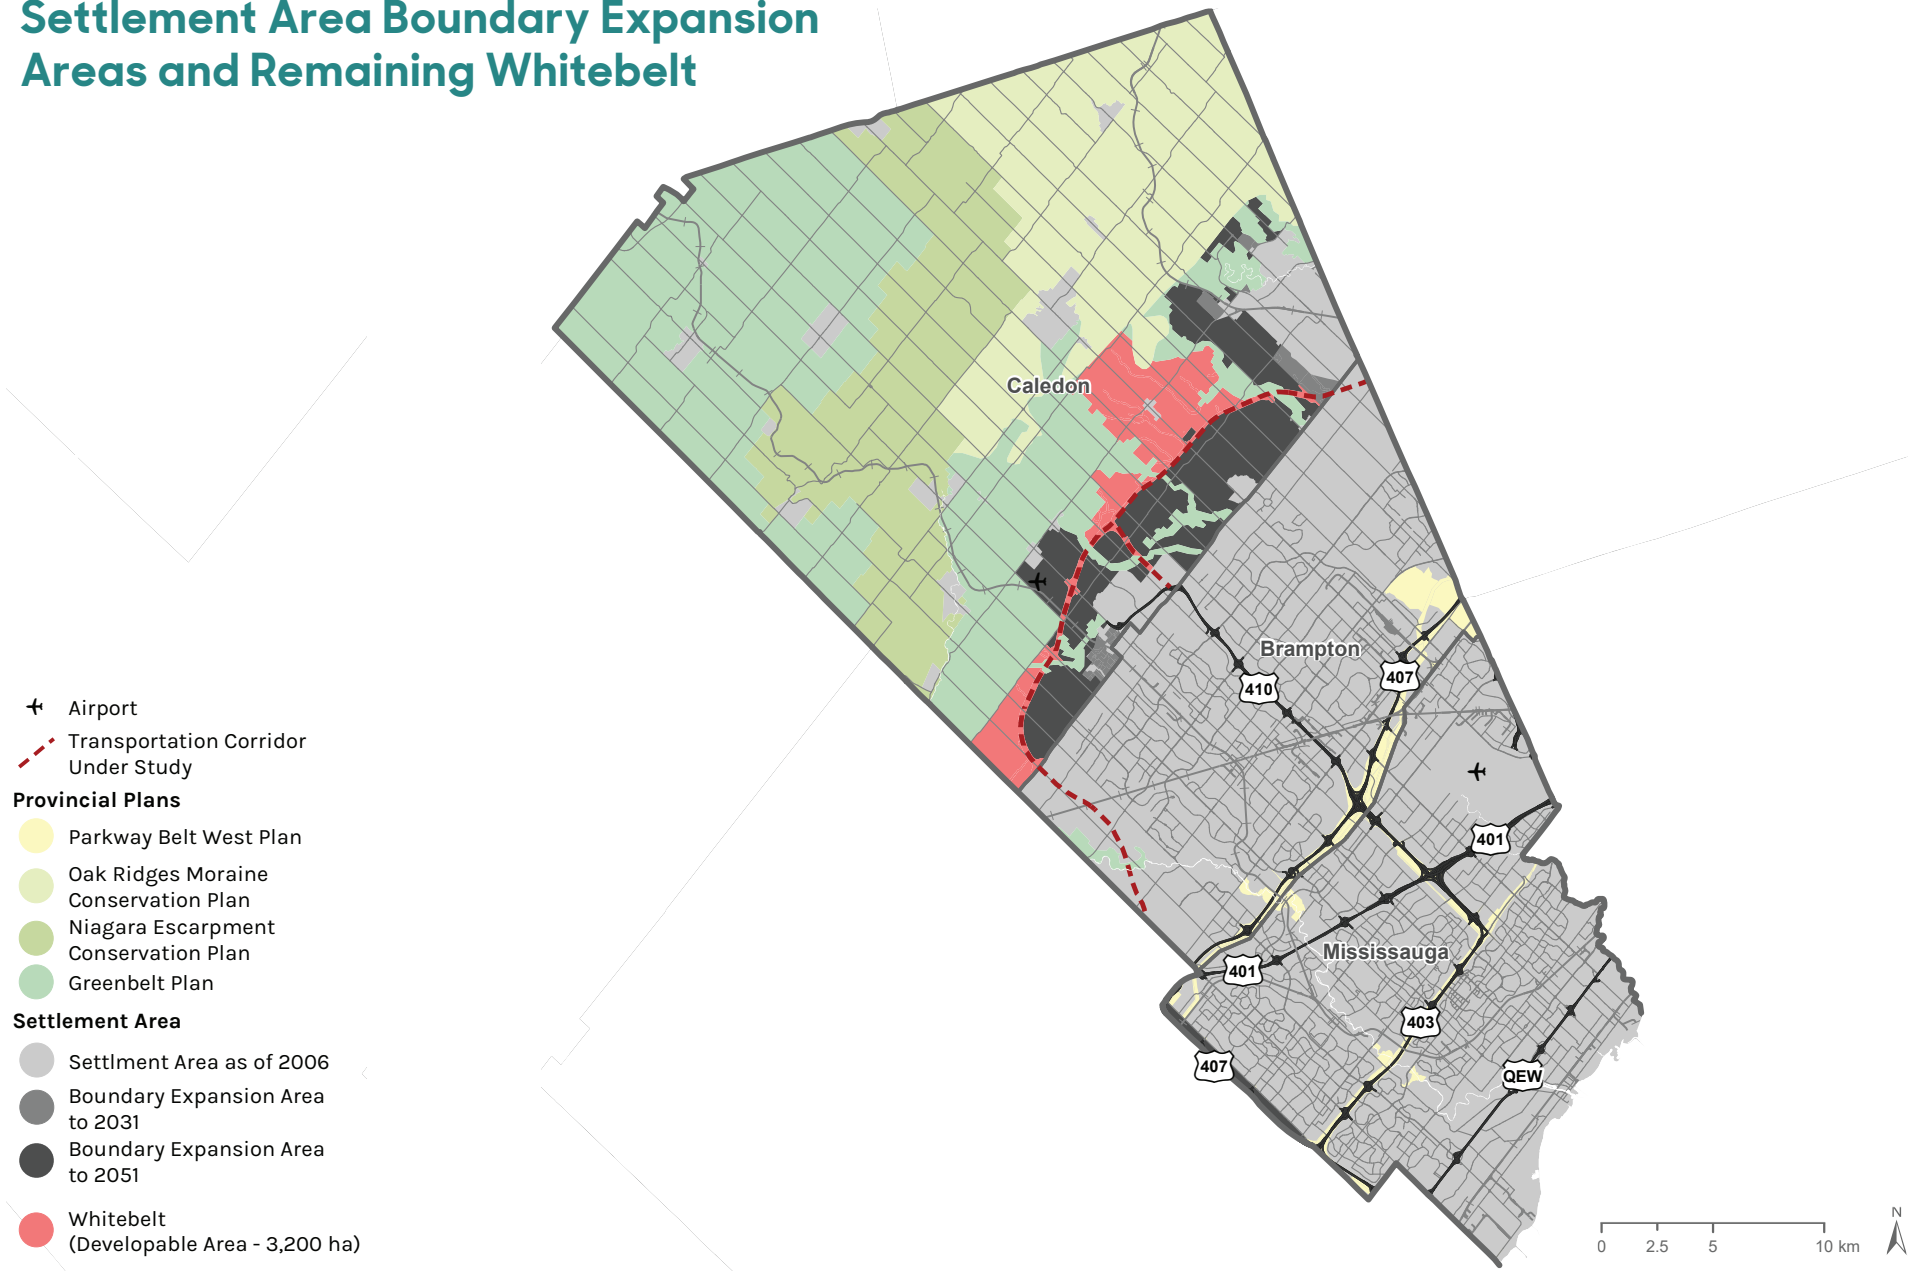 Settlement Area Boundary Expansion
Areas and Remaining Whitebelt
Caledon
Brampton
410
407
401
Mississauga
401
403
407
QEW
Airport
Transportation Corridor
Under Study
Provincial Plans
Parkway Belt West Plan
Oak Ridges Moraine
Conservation Plan
Niagara Escarpment
Conservation Plan
Greenbelt Plan
Settlement Area
Settlment Area as of 2006
Boundary Expansion Area
to 2031
Boundary Expansion Area
to 2051
Whitebelt
(Developable Area - 3,200 ha)
0 2.5 5 10 km
N